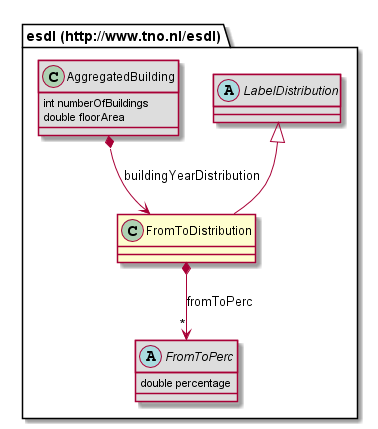 esdl (http://www.tno.nl/esdl)
C AggregatedBuilding
int numberOfBuildings
double floorArea
A LabelDistribution
buildingYearDistribution
C FromToDistribution
fromToPerc
*
A FromToPerc
double percentage